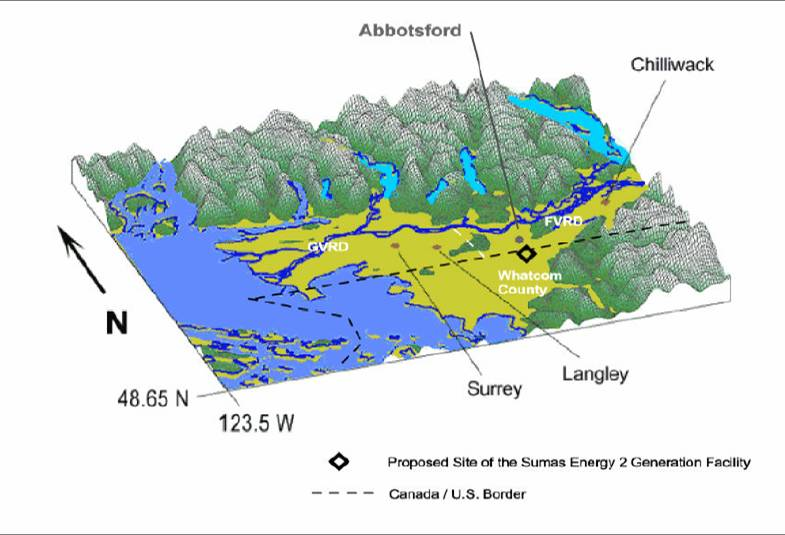 Abbotsford
Chilliwack
FVRD
GVRD
Whatcom
County
N
Langley
Surrey
48.65 N
123.5 W
Proposed Site of the Sumas Energy 2 Generation Facility
Canada / U.S. Border